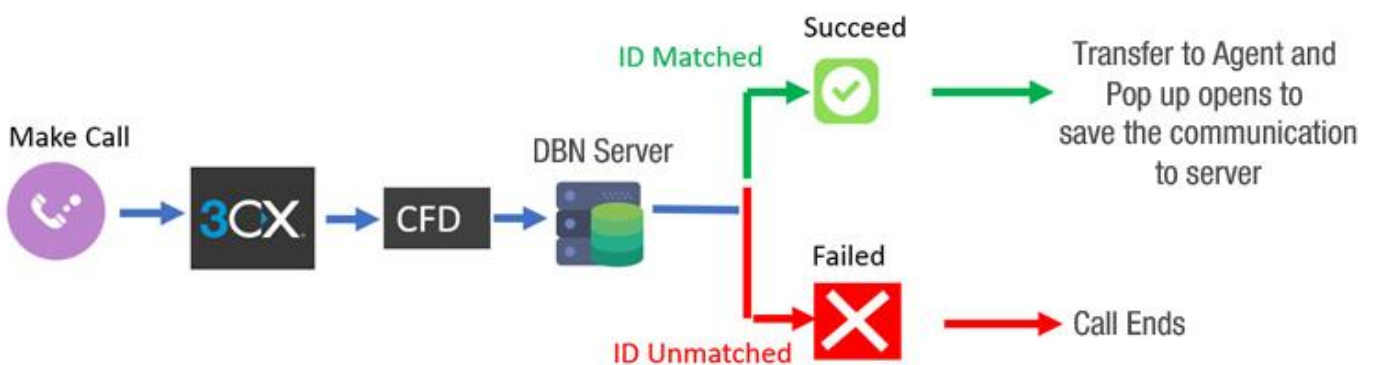 Make Call
3CX
CFD
DBN Server
ID Matched
Succeed
Transfer to Agent and
Pop up opens to
save the communication
to server
ID Unmatched
Failed
Call Ends